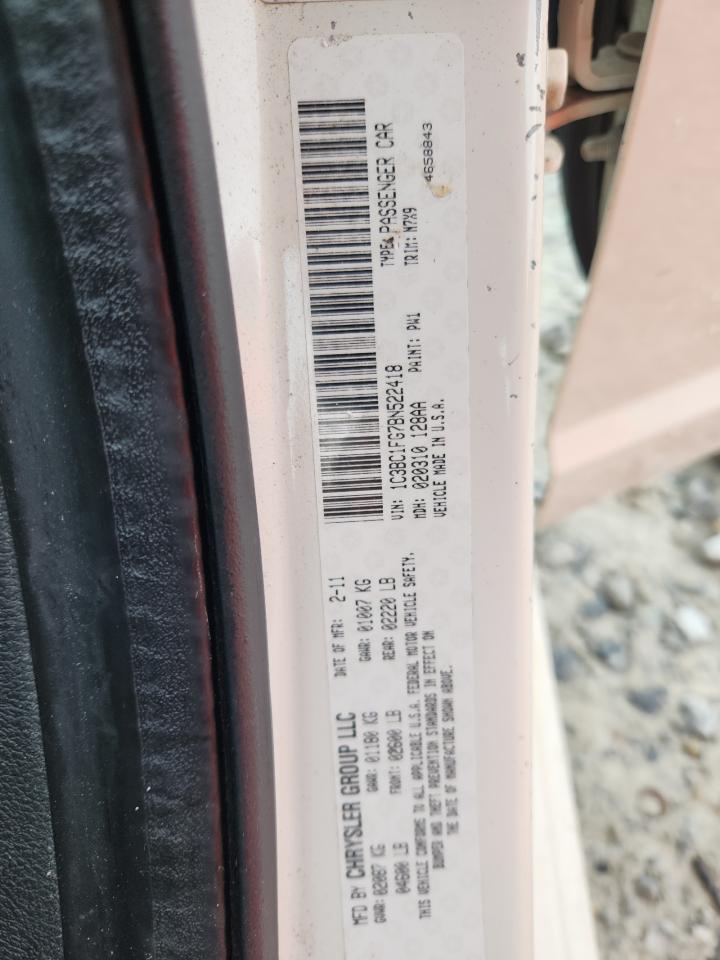 MFD BY CHRYSLER GROUP LLC
DATE OF MFR: 2-11
GVWR: 02087 KG
GAWR: 01180 KG
GAWR: 01007 KG
04600 LB
FRONT: 02600 LB
REAR: 02220 LB
THIS VEHICLE CONFORMS TO ALL APPLICABLE U.S.A. FEDERAL MOTOR VEHICLE SAFETY,
BUMPER AND THEFT PREVENTION STANDARDS IN EFFECT ON
THE DATE OF MANUFACTURE SHOWN ABOVE.
VIN: 1C3BC1FG7BN522418
TYPE: PASSENGER CAR
MDH: 020310 128AA
PAINT: PW1
TRIM: N7X9
VEHICLE MADE IN U.S.A.
4658843